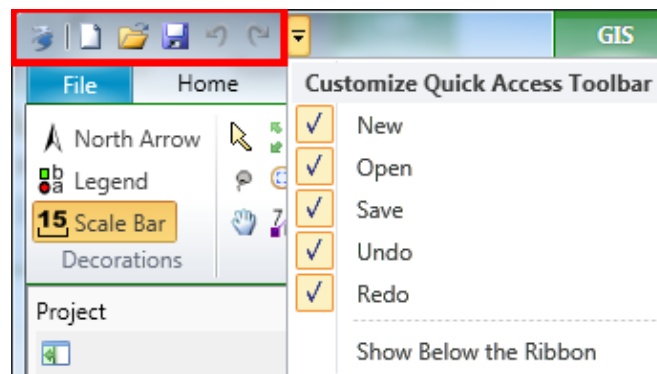 GIS
File Home Customize Quick Access Toolbar
North Arrow New
b
a Legend Open
15 Scale Bar Save
Decorations Undo
Redo
Project
Show Below the Ribbon